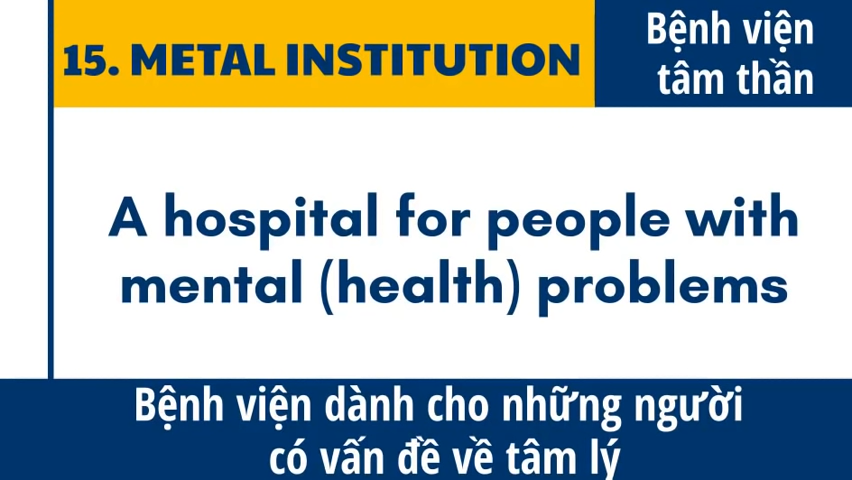 15. METAL INSTITUTION
Bệnh viện
tâm thần
A hospital for people with
mental (health) problems
Bệnh viện dành cho những người
có vấn đề về tâm lý